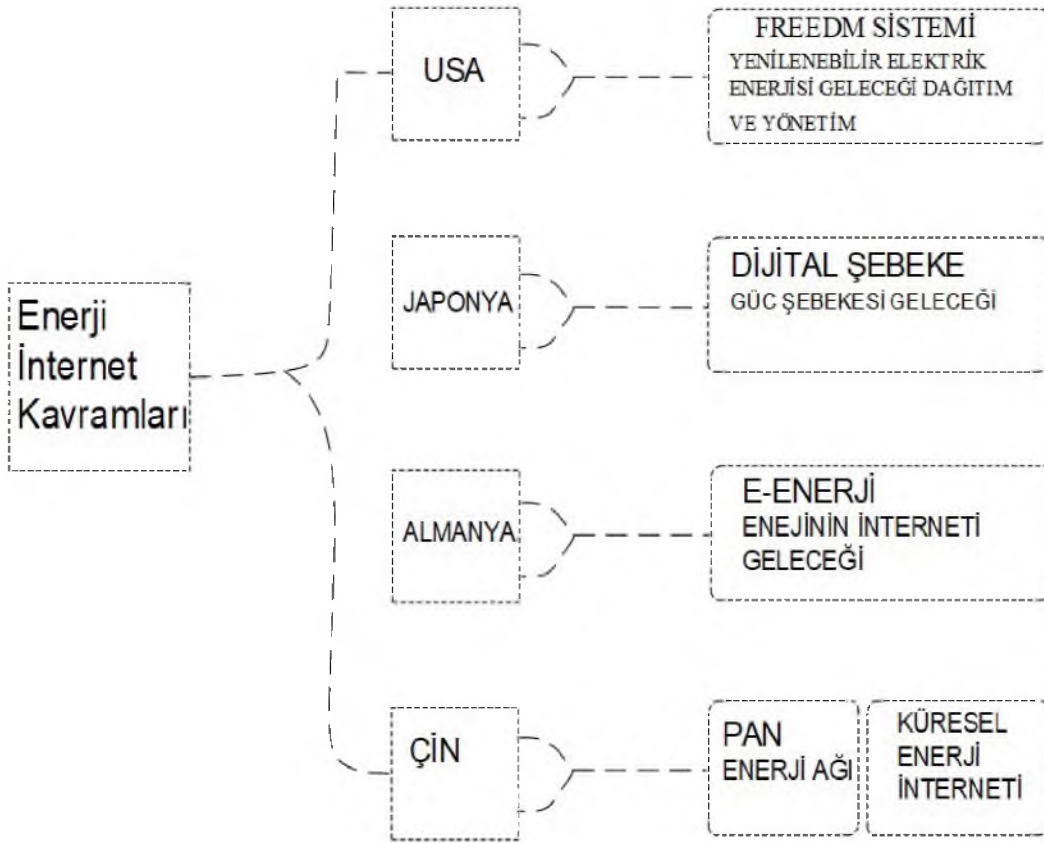 Enerji
İnternet
Kavramları
USA
FREEDM SİSTEMİ
YENİLENEBİLİR ELEKTRİK
ENERJİSİ GELECEĞİ DAĞITIM
VE YÖNETİM
JAPONYA
DİJİTAL ŞEBEKE
GÜC ŞEBEKESİ GELECEĞİ
ALMANYA
E-ENERJİ
ENEJİNİN İNTERNETİ
GELECEĞİ
ÇİN
PAN
ENERJİ AĞI
KÜRESEL
ENERJİ
İNTERNETİ